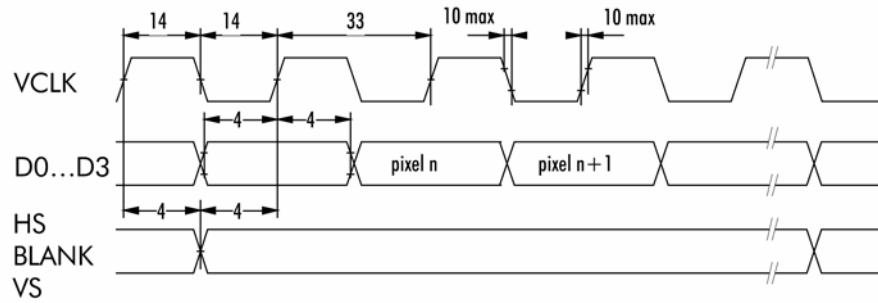 14 14 33 10 max 10 max
VCLK
4 4
D0...D3 pixel n pixel n+1
4 4
HS
BLANK
VS